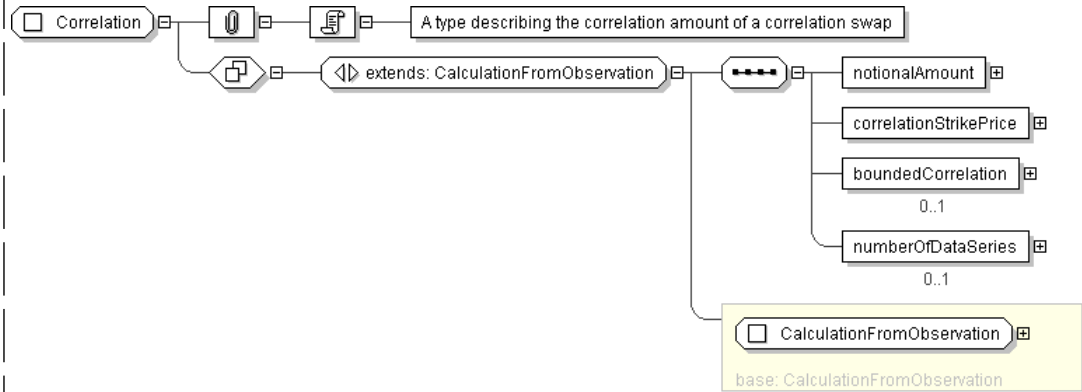 Correlation
A type describing the correlation amount of a correlation swap
extends: CalculationFromObservation
notionalAmount
correlationStrikePrice
boundedCorrelation
0..1
numberOfDataSeries
0..1
CalculationFromObservation
base: CalculationFromObservation